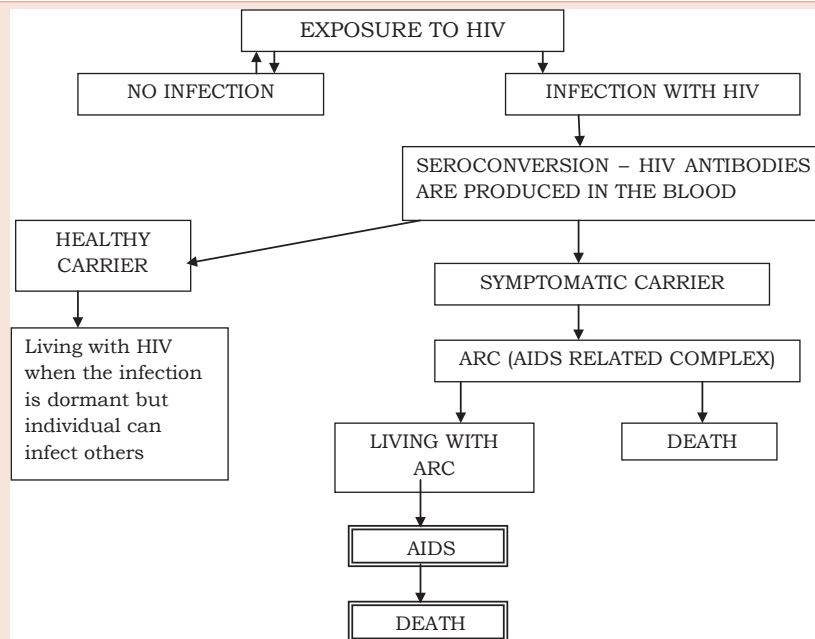 EXPOSURE TO HIV
NO INFECTION
INFECTION WITH HIV
SEROCONVERSION – HIV ANTIBODIES
ARE PRODUCED IN THE BLOOD
HEALTHY
CARRIER
SYMPTOMATIC CARRIER
Living with HIV
when the infection
is dormant but
individual can
infect others
ARC (AIDS RELATED COMPLEX)
LIVING WITH
ARC
DEATH
AIDS
DEATH